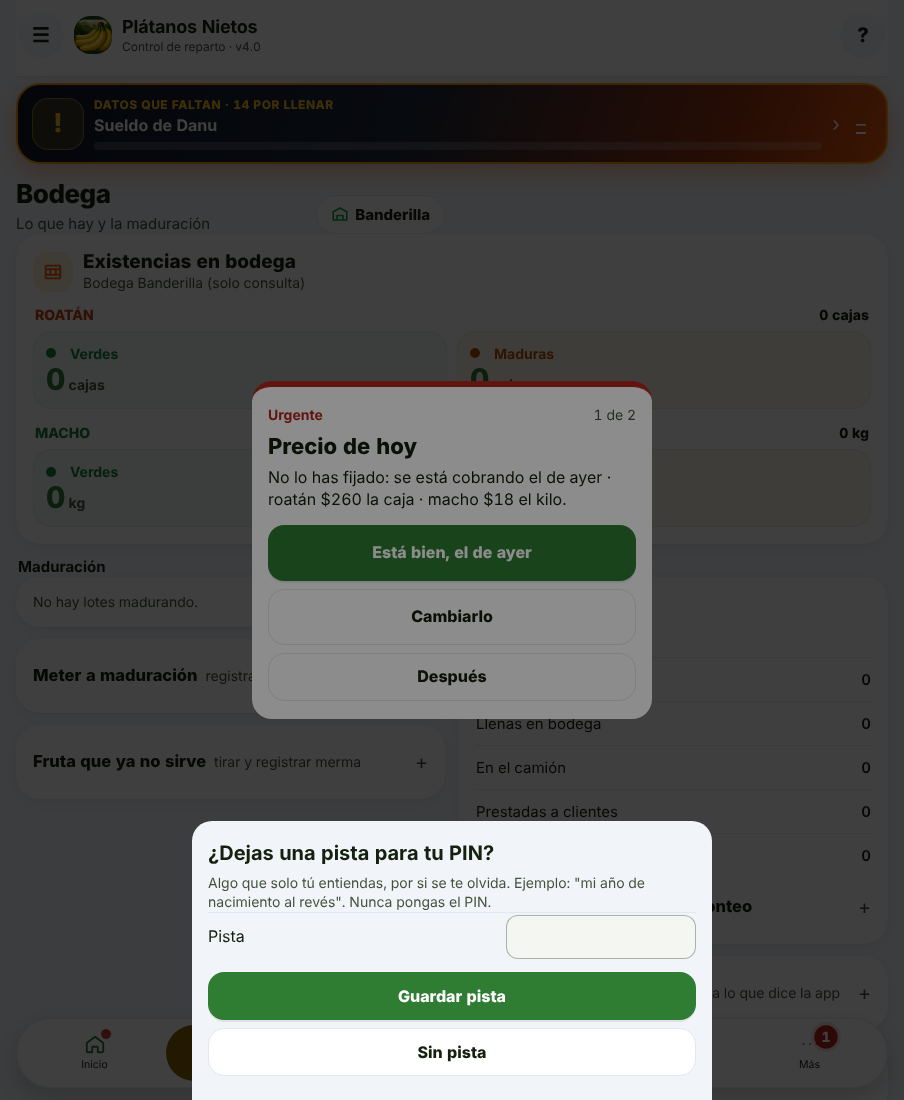 Plátanos Nietos
Control de reparto · v4.0
?
!
DATOS QUE FALTAN · 14 POR LLENAR
Sueldo de Danu
Bodega
Lo que hay y la maduración
Banderilla
Existencias en bodega
Bodega Banderilla (solo consulta)
ROATÁN
0 cajas
Verdes
0 cajas
Maduras
0
MACHO
0 kg
Verdes
0 kg
Urgente
1 de 2
Precio de hoy
No lo has fijado: se está cobrando el de ayer ·
roatán $260 la caja · macho $18 el kilo.
Está bien, el de ayer
Cambiarlo
Después
Maduración
No hay lotes madurando.
Meter a maduración
Fruta que ya no sirve tirar y registrar merma +
0
Llenas en bodega 0
En el camión 0
Prestadas a clientes 0
0
+
a lo que dice la app +
¿Dejas una pista para tu PIN?
Algo que solo tú entiendas, por si se te olvida. Ejemplo: "mi año de
nacimiento al revés". Nunca pongas el PIN.
Pista
Guardar pista
Sin pista
Inicio
1
Más